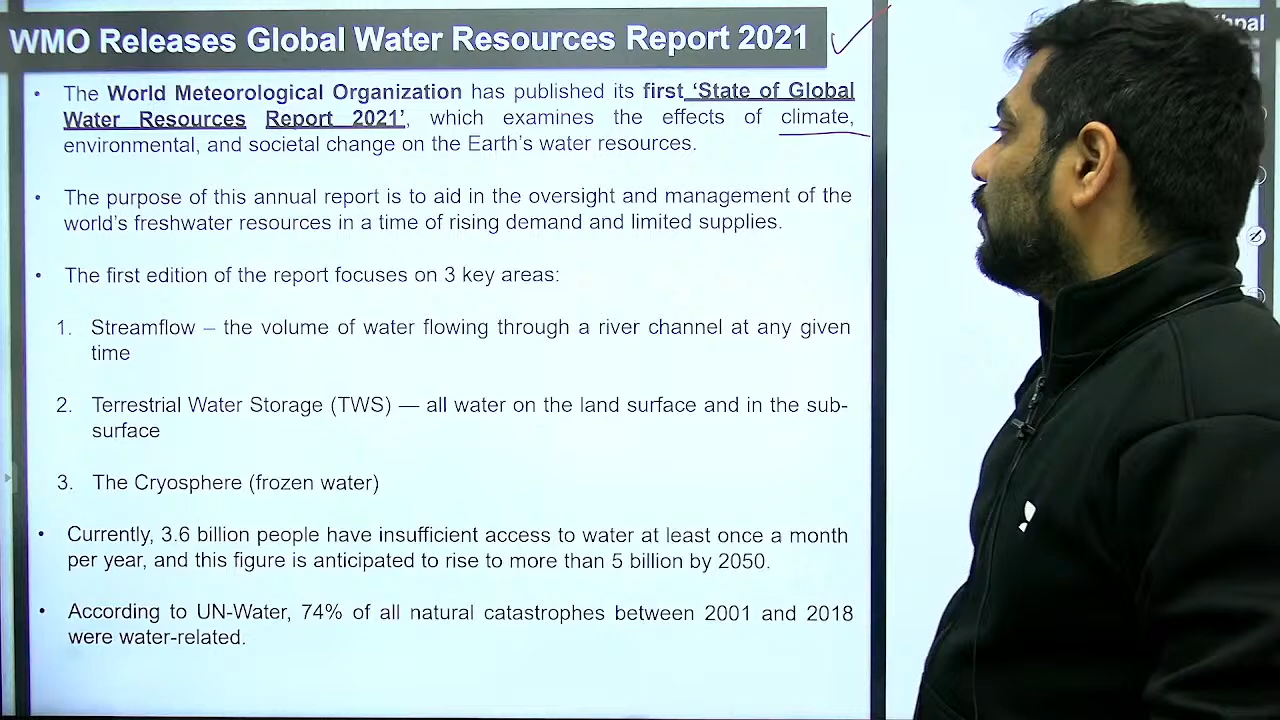 WMO Releases Global Water Resources Report 2021
• The World Meteorological Organization has published its first 'State of Global
Water Resources Report 2021', which examines the effects of climate,
environmental, and societal change on the Earth's water resources.
• The purpose of this annual report is to aid in the oversight and management of the
world's freshwater resources in a time of rising demand and limited supplies.
• The first edition of the report focuses on 3 key areas:
1. Streamflow – the volume of water flowing through a river channel at any given
time
2. Terrestrial Water Storage (TWS) — all water on the land surface and in the sub-
surface
3. The Cryosphere (frozen water)
• Currently, 3.6 billion people have insufficient access to water at least once a month
per year, and this figure is anticipated to rise to more than 5 billion by 2050.
• According to UN-Water, 74% of all natural catastrophes between 2001 and 2018
were water-related.